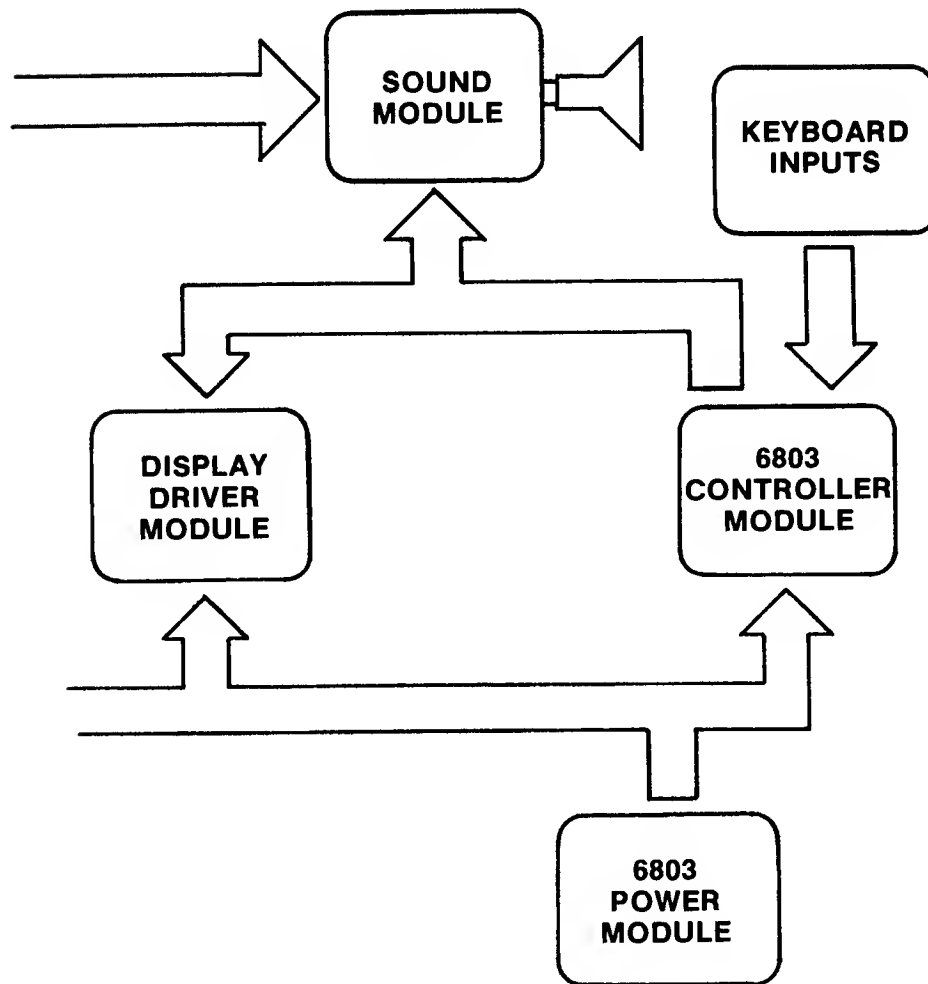 SOUND
MODULE
KEYBOARD
INPUTS
DISPLAY
DRIVER
MODULE
6803
CONTROLLER
MODULE
6803
POWER
MODULE